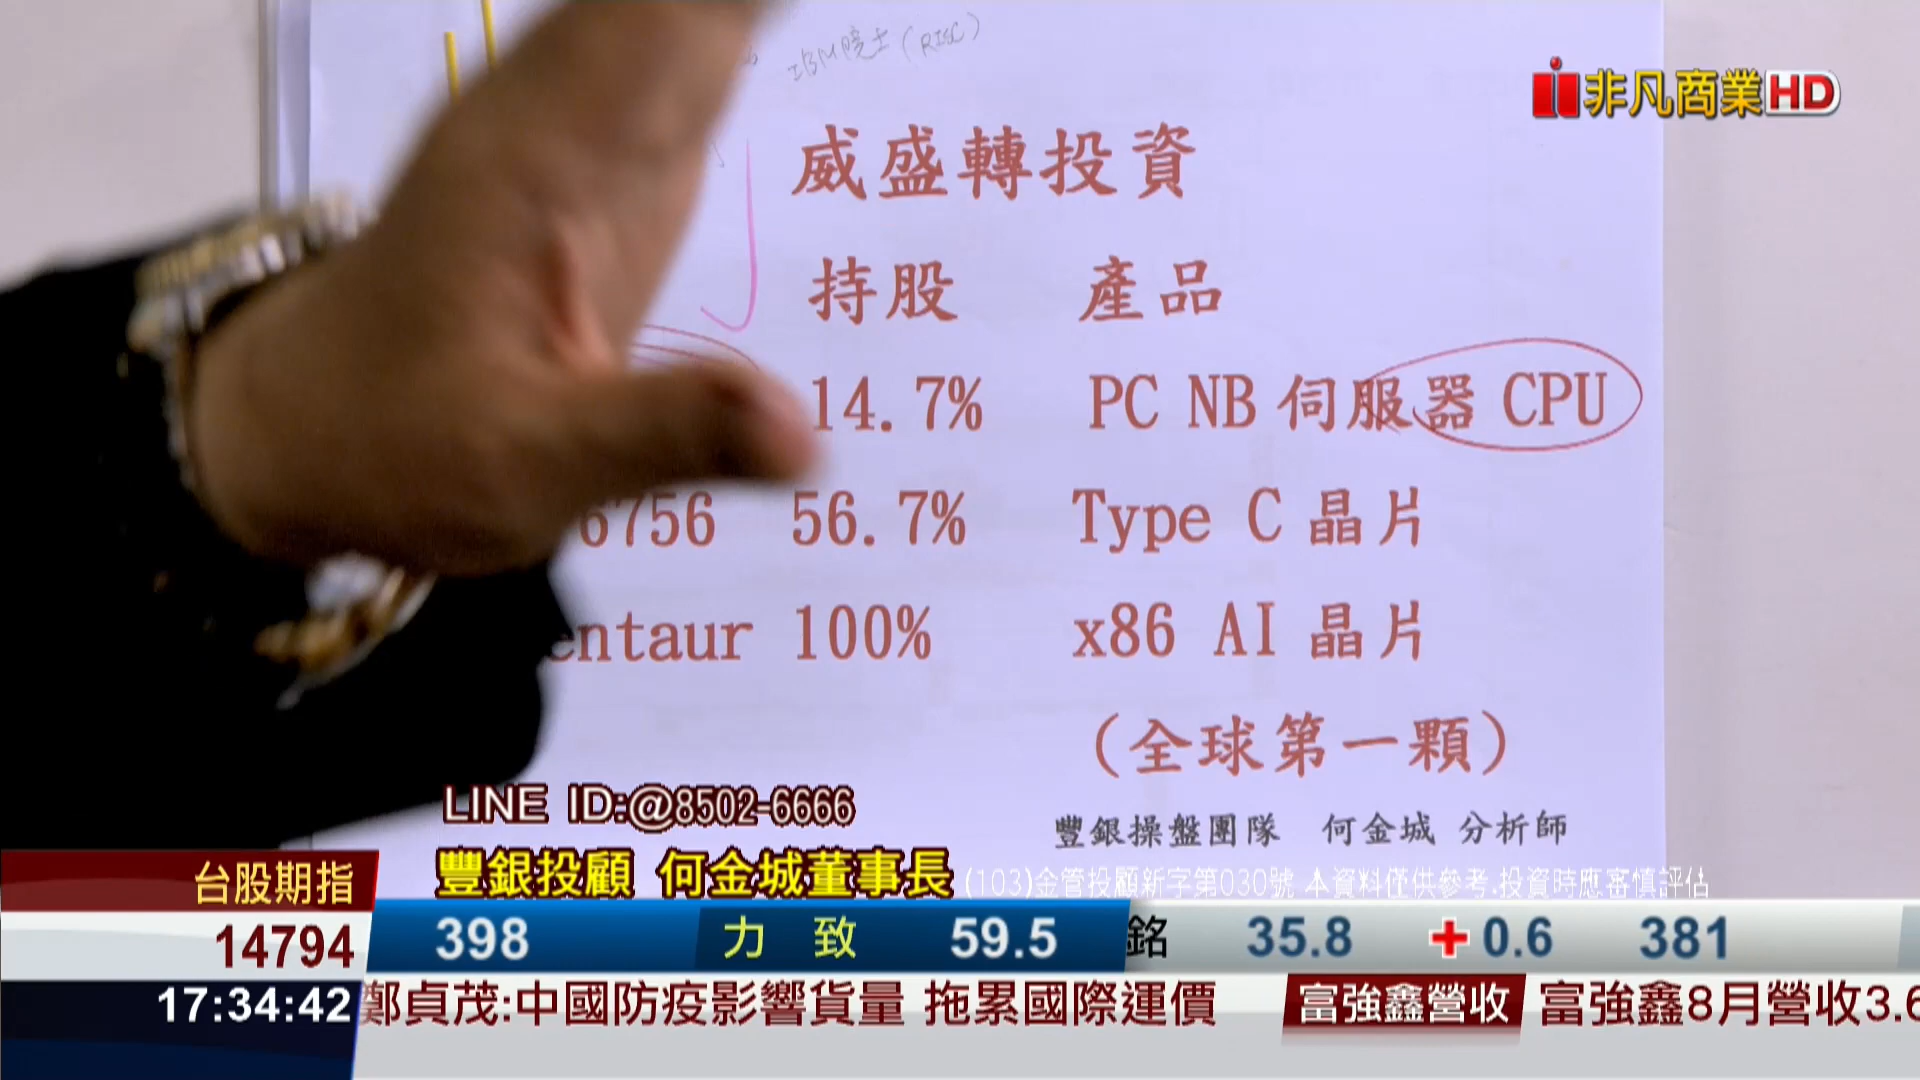 IBM院士(RISC)
非凡商業HD
威盛轉投資
持股 產品
14.7% PC NB 伺服器 CPU
6756 56.7% Type C 晶片
entaur 100% x86 AI 晶片
(全球第一顆)
LINE ID:@8502-6666
豐銀操盤團隊 何金城 分析師
台股期指
豐銀投顧 何金城董事長
(103)金管投顧新字第030號 本資料僅供參考.投資時應審慎評估
14794
398 力 致 59.5 銘 35.8 + 0.6 381
17:34:42
鄭貞茂:中國防疫影響貨量 拖累國際運價 富強鑫營收 富強鑫8月營收3.6